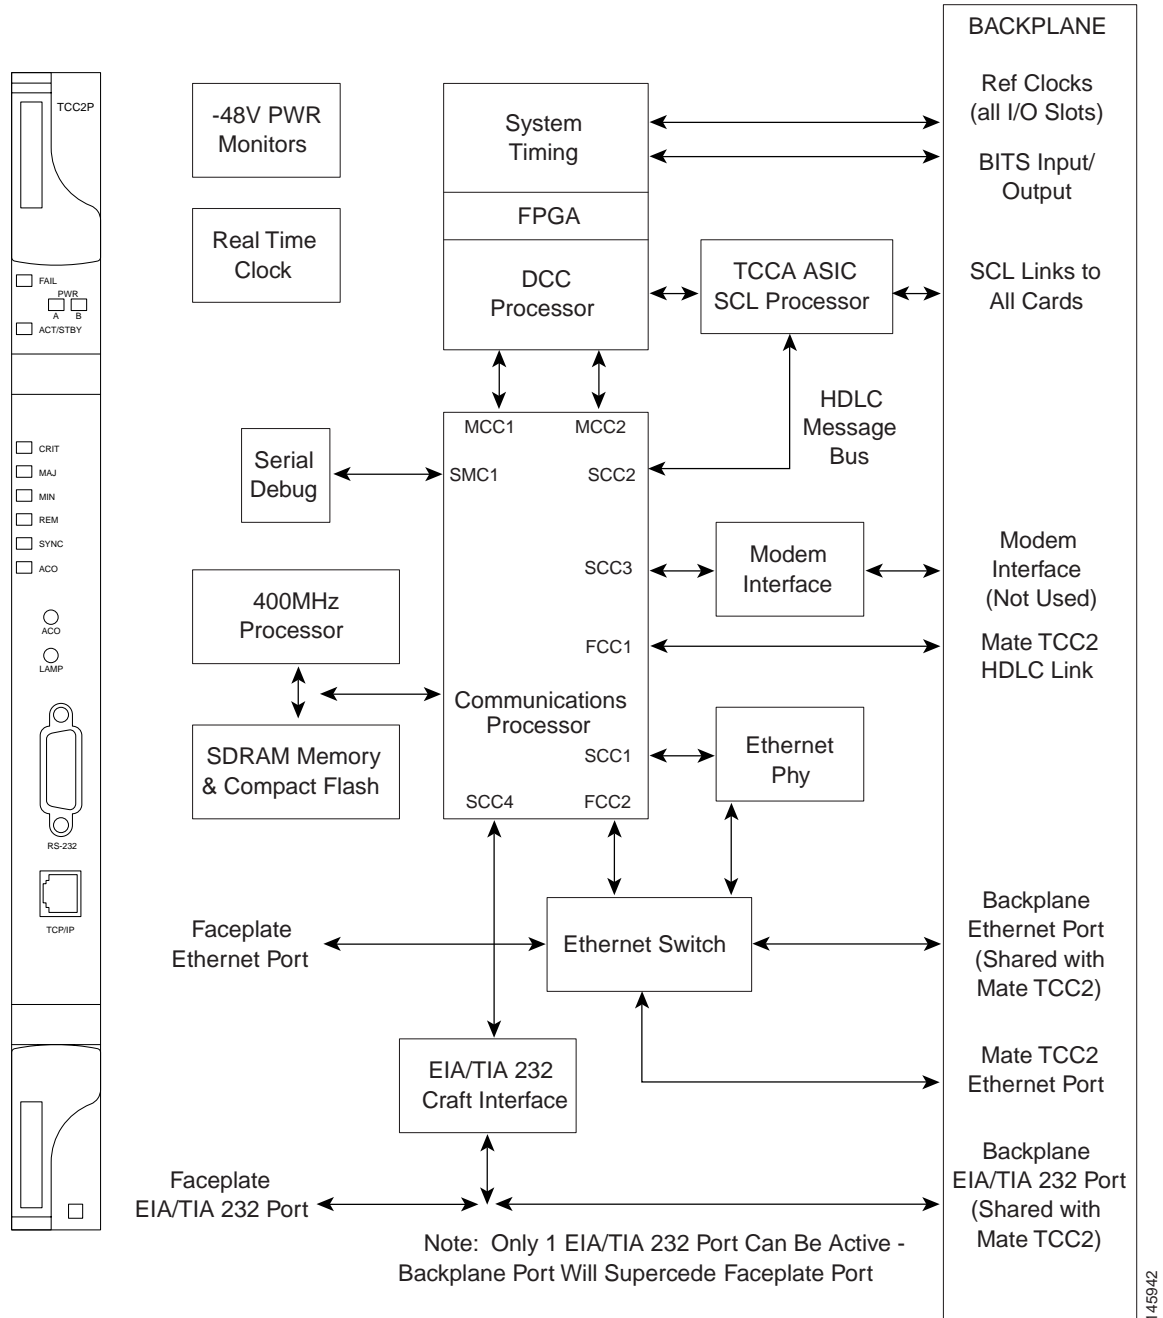 TCC2P
FAIL
PWR
A B
ACT/STBY
CRIT
MAJ
MIN
REM
SYNC
ACO
ACO
LAMP
RS-232
TCP/IP
-48V PWR
Monitors
Real Time
Clock
System
Timing
FPGA
DCC
Processor
TCCA ASIC
SCL Processor
HDLC
Message
Bus
MCC1
MCC2
Serial
Debug
SMC1
SCC2
SCC3
Modem
Interface
400MHz
Processor
FCC1
Communications
Processor
SDRAM Memory
& Compact Flash
SCC1
Ethernet
Phy
SCC4
FCC2
Faceplate
Ethernet Port
Ethernet Switch
EIA/TIA 232
Craft Interface
Faceplate
EIA/TIA 232 Port
Note: Only 1 EIA/TIA 232 Port Can Be Active -
Backplane Port Will Supercede Faceplate Port
BACKPLANE
Ref Clocks
(all I/O Slots)
BITS Input/
Output
SCL Links to
All Cards
Modem
Interface
(Not Used)
Mate TCC2
HDLC Link
Backplane
Ethernet Port
(Shared with
Mate TCC2)
Mate TCC2
Ethernet Port
Backplane
EIA/TIA 232 Port
(Shared with
Mate TCC2)
145942